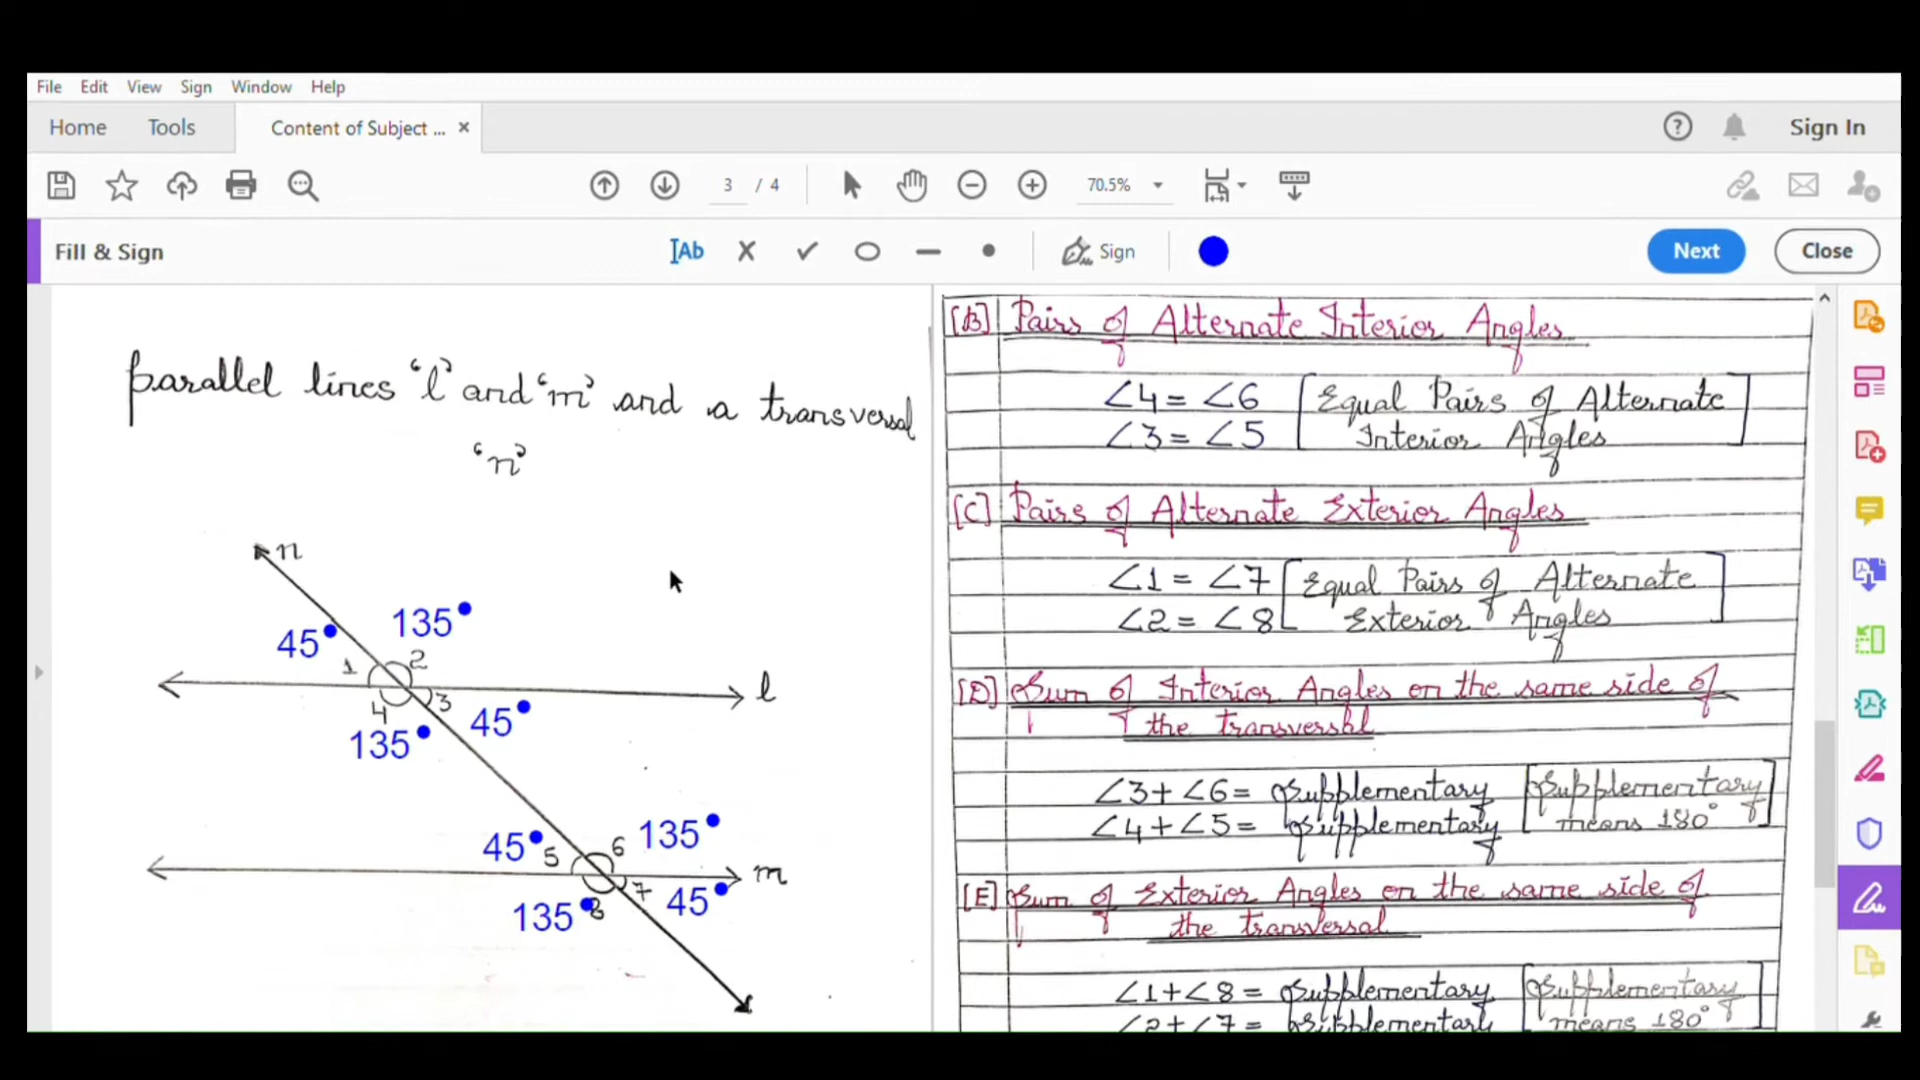 File Edit View Sign Window Help
Home Tools Content of Subject ... × Sign In
3 / 4 70.5%
Fill & Sign Ab Sign Next Close
parallel lines 'l' and 'm' and a transversal
'n'
n
45° 135°
1 2
l
4 3
135° 45°
45° 5 6 135°
m
135° 8 7 45°
[B] Pairs of Alternate Interior Angles
∠4 = ∠6 [Equal Pairs of Alternate
∠3 = ∠5 Interior Angles]
[C] Pairs of Alternate Exterior Angles
∠1 = ∠7 [Equal Pairs of Alternate
∠2 = ∠8 Exterior Angles]
[D] Sum of Interior Angles on the same side of
the transversal
∠3+∠6 = Supplementary [Supplementary
∠4+∠5 = Supplementary means 180°]
[E] Sum of Exterior Angles on the same side of
the transversal
∠1+∠8 = Supplementary [Supplementary
∠2+∠7 = Supplementary means 180°]